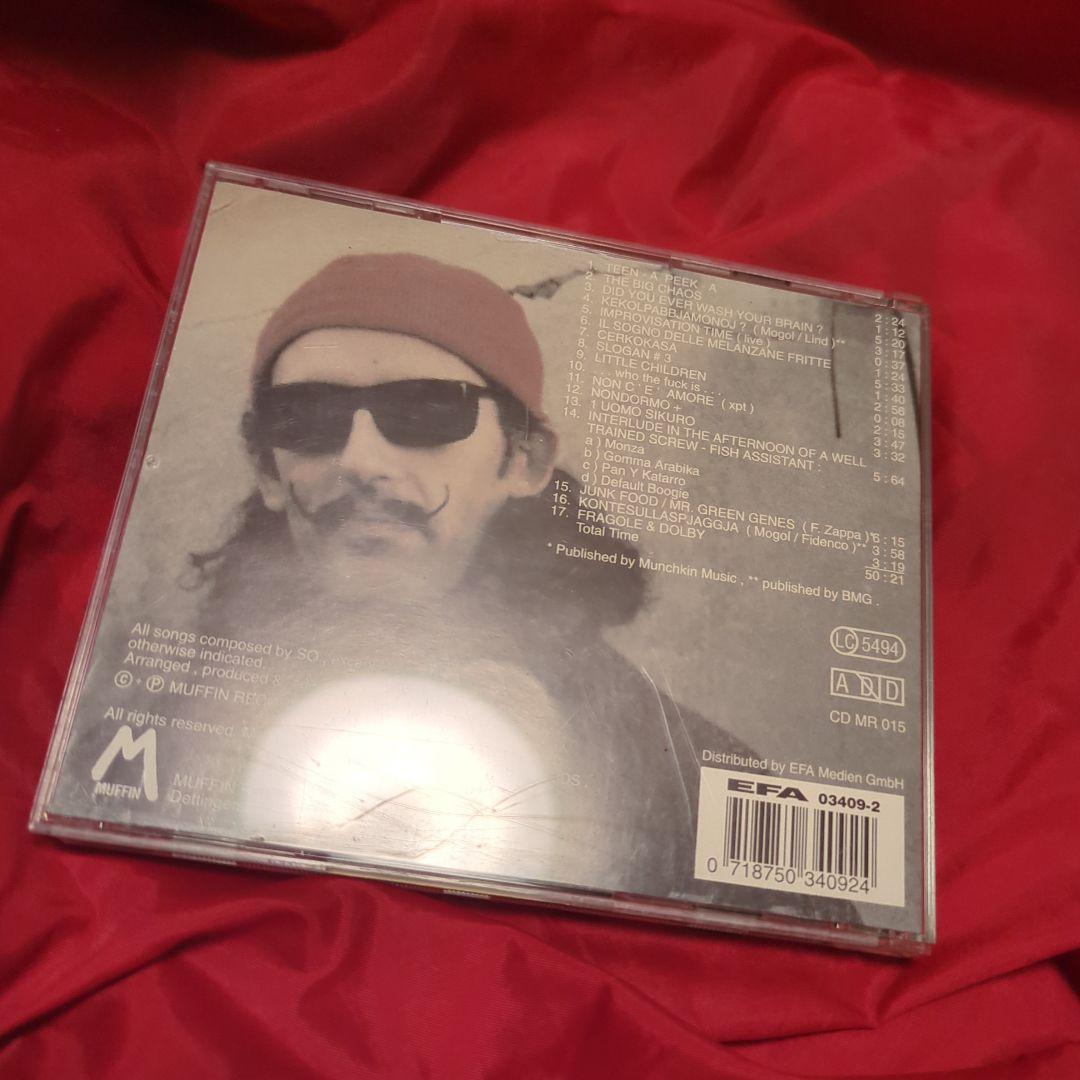 1. TEEN - A PEEK - A 2 : 24
2. THE BIG CHAOS 1 : 12
3. DID YOU EVER WASH YOUR BRAIN ? 5 : 20
4. KEKOLPABBJAMONOJ ? ( Mogol / Lind )** 3 : 17
5. IMPROVISATION TIME ( live ) 0 : 37
6. IL SOGNO DELLE MELANZANE FRITTE 1 : 24
7. CERKOKASA 5 : 33
8. SLOGAN # 3 1 : 40
9. LITTLE CHILDREN 2 : 58
10. . . . who the fuck is . . . 0 : 08
11. NON C ' E ' AMORE ( xpt ) 2 : 15
12. NONDORMO + 3 : 47
13. 1 UOMO SIKURO 3 : 32
14. INTERLUDE IN THE AFTERNOON OF A WELL
TRAINED SCREW - FISH ASSISTANT : 5 : 64
a ) Monza
b ) Gomma Arabika
c ) Pan Y Katarro
d ) Default Boogie
15. JUNK FOOD / MR. GREEN GENES ( F. Zappa )* 6 : 15
16. KONTESULLASPJAGGJA ( Mogol / Fidenco )** 3 : 58
17. FRAGOLE & DOLBY 3 : 19
Total Time 50 : 21
* Published by Munchkin Music , ** published by BMG .
All songs composed by SO ,
otherwise indicated.
Arranged , produced &
© + ℗ MUFFIN
All rights reserved
M
MUFFIN
MUFFIN
LC 5494
A D D
CD MR 015
Distributed by EFA Medien GmbH
EFA 03409-2
0 718750 340924